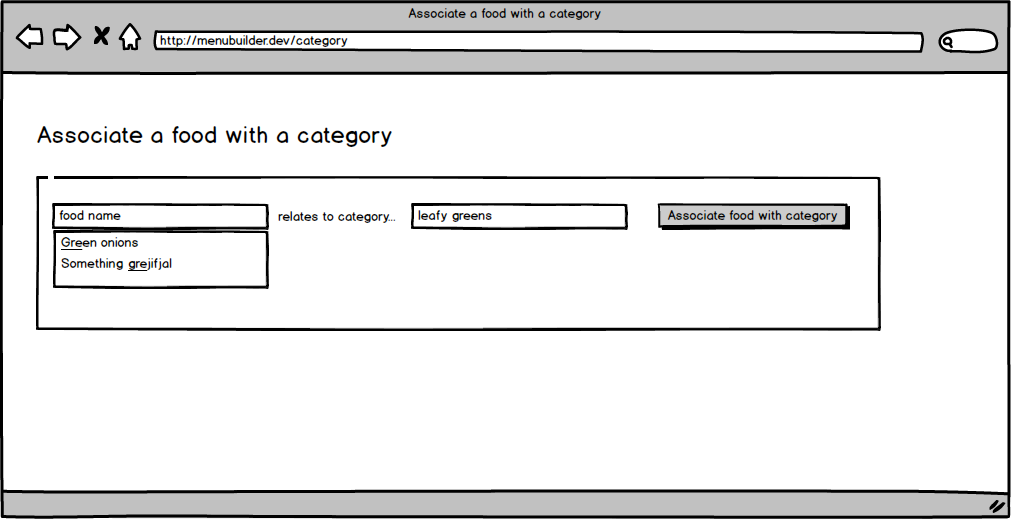 Associate a food with a category
http://menubuilder.dev/category
Associate a food with a category
food name relates to category... leafy greens Associate food with category
Green onions
Something grejifjal